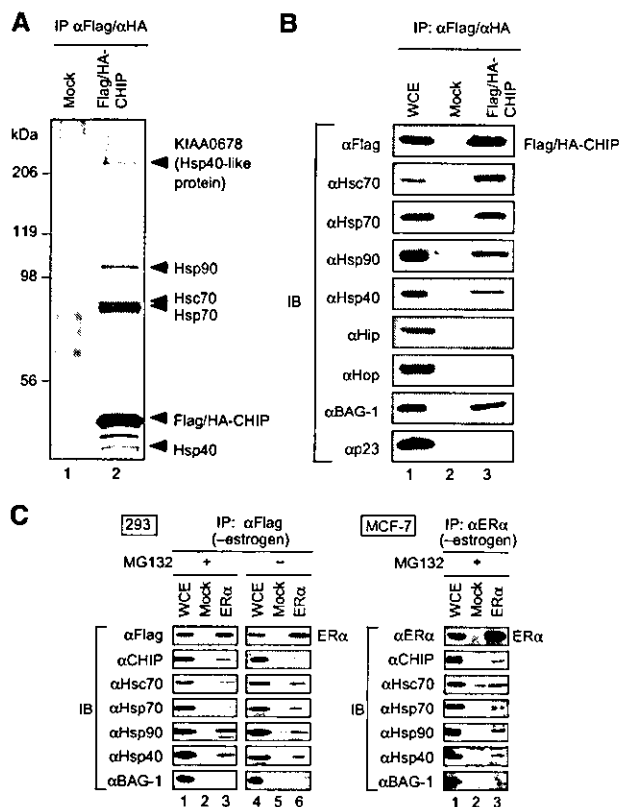 A
IP αFlag/αHA
Mock
Flag/HA-
CHIP
kDa
206
119
98
56
KIAA0678
(Hsp40-like
protein)
Hsp90
Hsc70
Hsp70
Flag/HA-CHIP
Hsp40
1 2
B
IP: αFlag/αHA
WCE
Mock
Flag/HA-
CHIP
IB
αFlag
Flag/HA-CHIP
αHsc70
αHsp70
αHsp90
αHsp40
αHip
αHop
αBAG-1
αp23
1 2 3
C
293
IP: αFlag
(–estrogen)
MG132 + –
WCE Mock ERα WCE Mock ERα
IB
αFlag
ERα
αCHIP
αHsc70
αHsp70
αHsp90
αHsp40
αBAG-1
1 2 3 4 5 6
MCF-7
IP: αERα
(–estrogen)
MG132 +
WCE Mock ERα
IB
αERα
ERα
αCHIP
αHsc70
αHsp70
αHsp90
αHsp40
αBAG-1
1 2 3